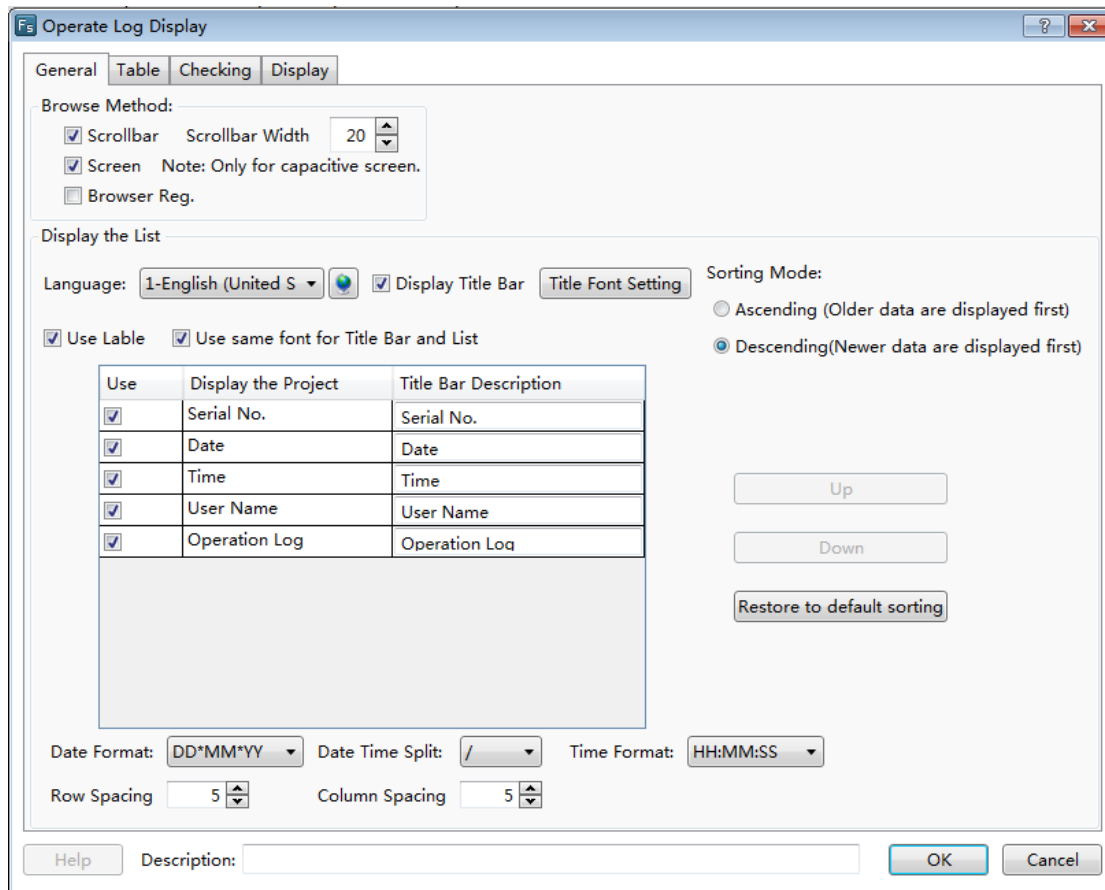 Fs Operate Log Display
General Table Checking Display
Browse Method:
Scrollbar Scrollbar Width 20
Screen Note: Only for capacitive screen.
Browser Reg.
Display the List
Language: 1-English (United S Display Title Bar Title Font Setting
Sorting Mode:
Ascending (Older data are displayed first)
Descending(Newer data are displayed first)
Use Lable Use same font for Title Bar and List
Use Display the Project Title Bar Description
Serial No. Serial No.
Date Date
Time Time
User Name User Name
Operation Log Operation Log
Up
Down
Restore to default sorting
Date Format: DD*MM*YY Date Time Split: / Time Format: HH:MM:SS
Row Spacing 5 Column Spacing 5
Help Description: OK Cancel